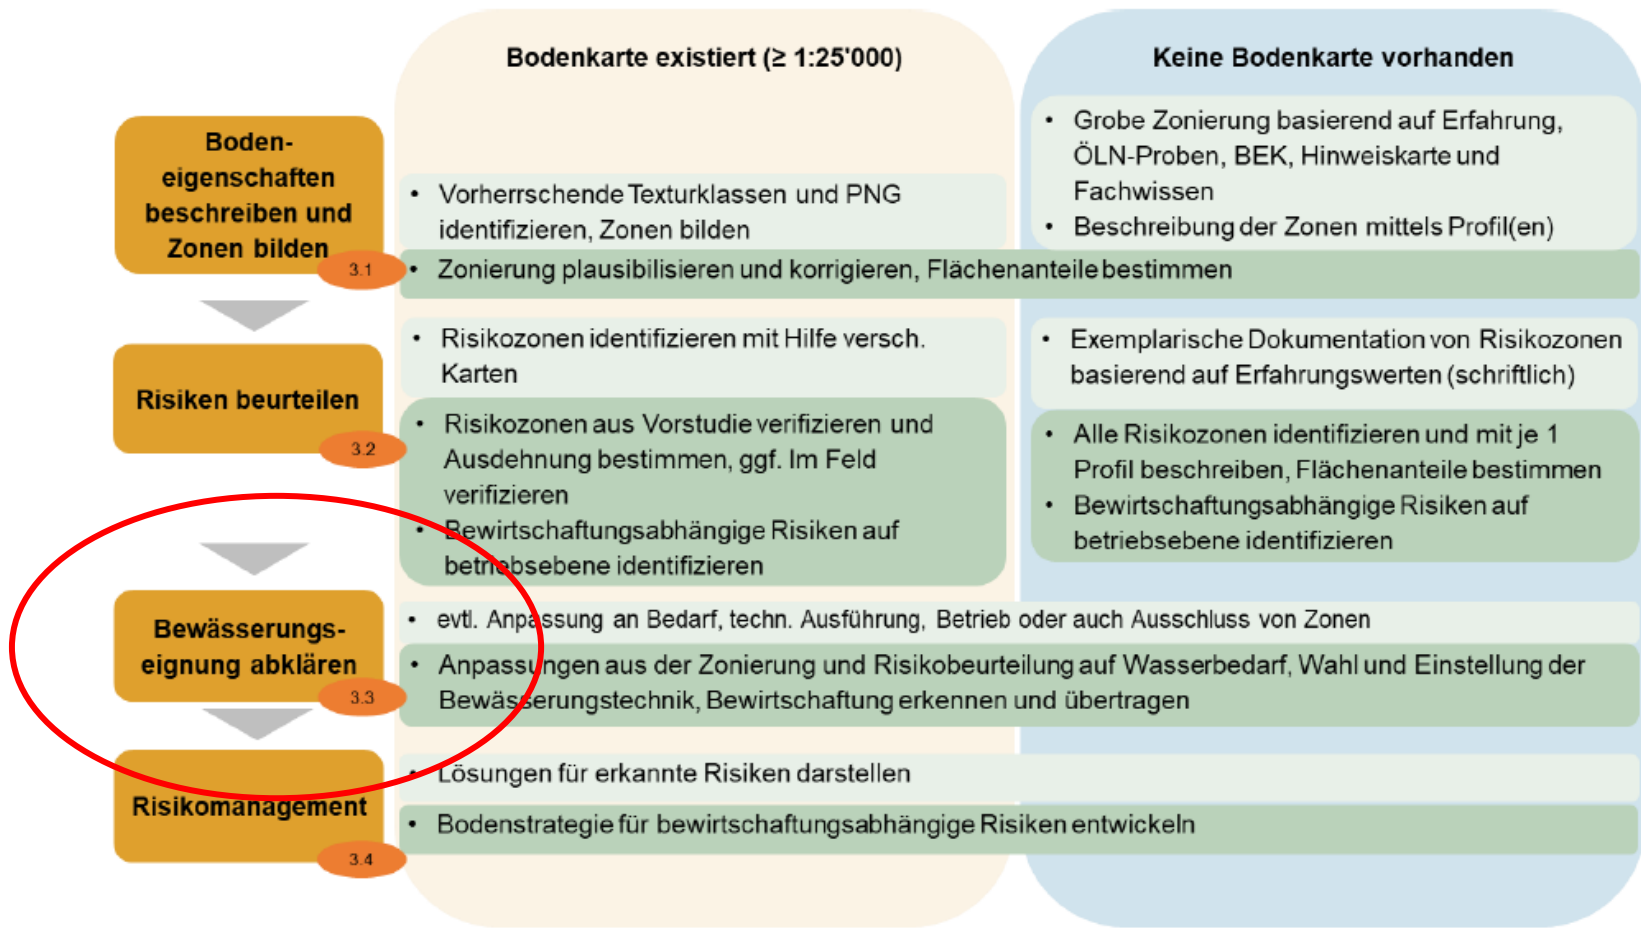 Bodenkarte existiert (≥ 1:25'000)
Keine Bodenkarte vorhanden
Boden-
eigenschaften
beschreiben und
Zonen bilden
3.1
• Vorherrschende Texturklassen und PNG
identifizieren, Zonen bilden
• Grobe Zonierung basierend auf Erfahrung,
ÖLN-Proben, BEK, Hinweiskarte und
Fachwissen
• Beschreibung der Zonen mittels Profil(en)
• Zonierung plausibilisieren und korrigieren, Flächenanteile bestimmen
Risiken beurteilen
3.2
• Risikozonen identifizieren mit Hilfe versch.
Karten
• Exemplarische Dokumentation von Risikozonen
basierend auf Erfahrungswerten (schriftlich)
• Risikozonen aus Vorstudie verifizieren und
Ausdehnung bestimmen, ggf. Im Feld
verifizieren
• Bewirtschaftungsabhängige Risiken auf
betriebsebene identifizieren
• Alle Risikozonen identifizieren und mit je 1
Profil beschreiben, Flächenanteile bestimmen
• Bewirtschaftungsabhängige Risiken auf
betriebsebene identifizieren
Bewässerungs-
eignung abklären
3.3
• evtl. Anpassung an Bedarf, techn. Ausführung, Betrieb oder auch Ausschluss von Zonen
• Anpassungen aus der Zonierung und Risikobeurteilung auf Wasserbedarf, Wahl und Einstellung der
Bewässerungstechnik, Bewirtschaftung erkennen und übertragen
Risikomanagement
3.4
• Lösungen für erkannte Risiken darstellen
• Bodenstrategie für bewirtschaftungsabhängige Risiken entwickeln